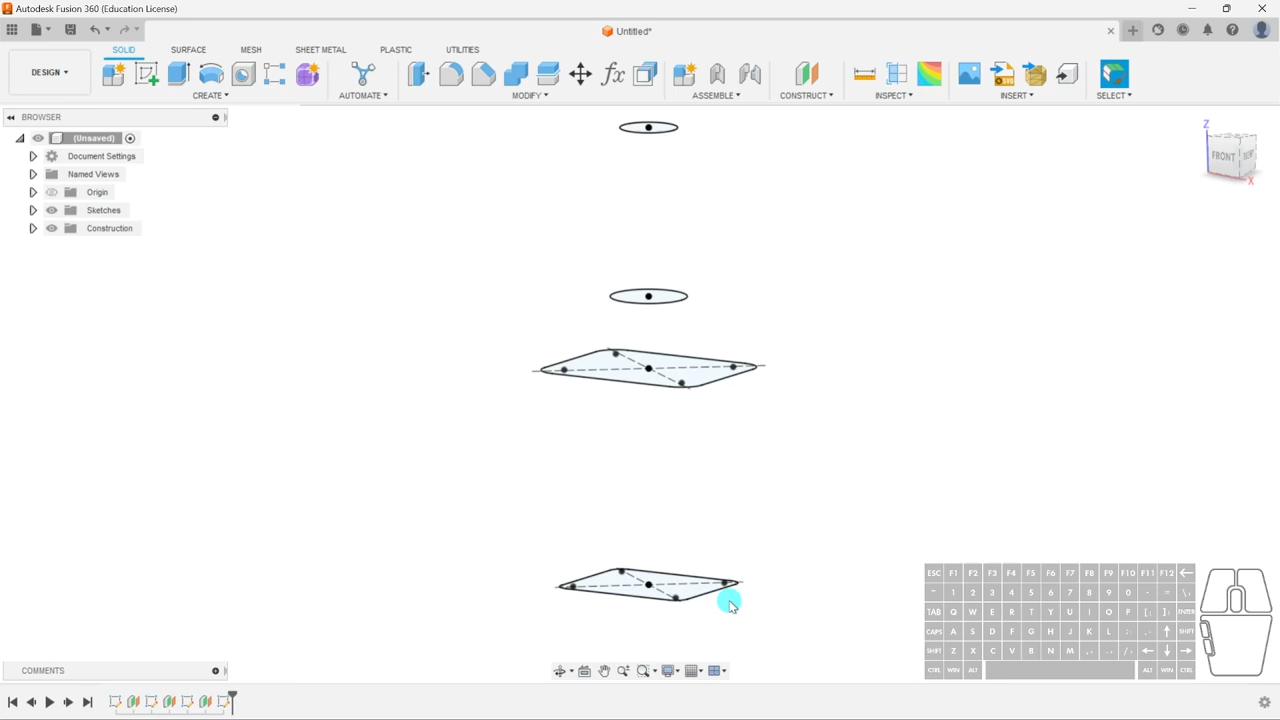 Autodesk Fusion 360 (Education License)
Untitled*
SOLID SURFACE MESH SHEET METAL PLASTIC UTILITIES
DESIGN
CREATE AUTOMATE MODIFY ASSEMBLE CONSTRUCT INSPECT INSERT SELECT
BROWSER
(Unsaved)
Document Settings
Named Views
Origin
Sketches
Construction
Z
FRONT
X
ESC F1 F2 F3 F4 F5 F6 F7 F8 F9 F10 F11 F12
~ 1 2 3 4 5 6 7 8 9 0 - = \
TAB Q W E R T Y U I O P [ ] ENTER
CAPS A S D F G H J K L ; SHIFT
SHIFT Z X C V B N M , . /
CTRL WIN ALT ALT WIN CTRL
COMMENTS